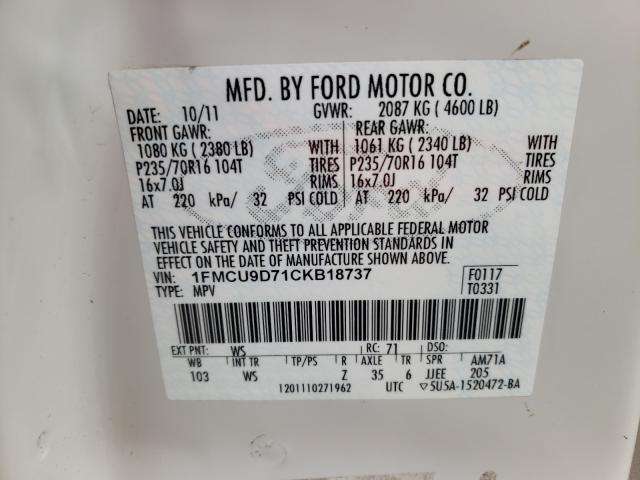 MFD. BY FORD MOTOR CO.
DATE: 10/11 GVWR: 2087 KG ( 4600 LB)
FRONT GAWR: REAR GAWR:
1080 KG ( 2380 LB) WITH 1061 KG ( 2340 LB) WITH
P235/70R16 104T TIRES P235/70R16 104T TIRES
16x7.0J RIMS 16x7.0J RIMS
AT 220 kPa/ 32 PSI COLD AT 220 kPa/ 32 PSI COLD
THIS VEHICLE CONFORMS TO ALL APPLICABLE FEDERAL MOTOR
VEHICLE SAFETY AND THEFT PREVENTION STANDARDS IN
EFFECT ON THE DATE OF MANUFACTURE SHOWN ABOVE.
VIN: 1FMCU9D71CKB18737 F0117
TYPE: MPV T0331
EXT PNT: WS RC: 71 DSO:
WB INT TR TP/PS R AXLE TR SPR AM71A
103 WS Z 35 6 JJEE 205
1201110271962 UTC ▽5U5A-1520472-BA